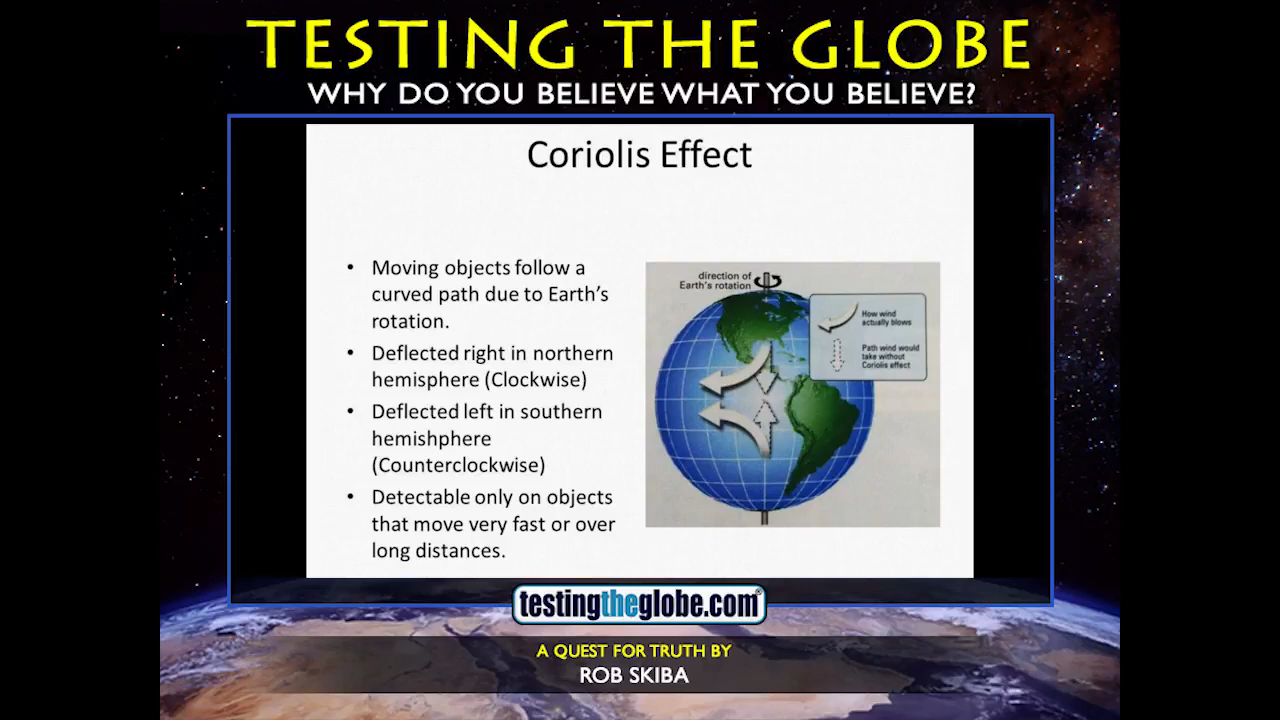 TESTING THE GLOBE
WHY DO YOU BELIEVE WHAT YOU BELIEVE?
Coriolis Effect
• Moving objects follow a
curved path due to Earth's
rotation.
• Deflected right in northern
hemisphere (Clockwise)
• Deflected left in southern
hemishphere
(Counterclockwise)
• Detectable only on objects
that move very fast or over
long distances.
direction of
Earth's rotation
How wind
actually blows
Path wind would
take without
Coriolis effect
testingtheglobe.com®
A QUEST FOR TRUTH BY
ROB SKIBA